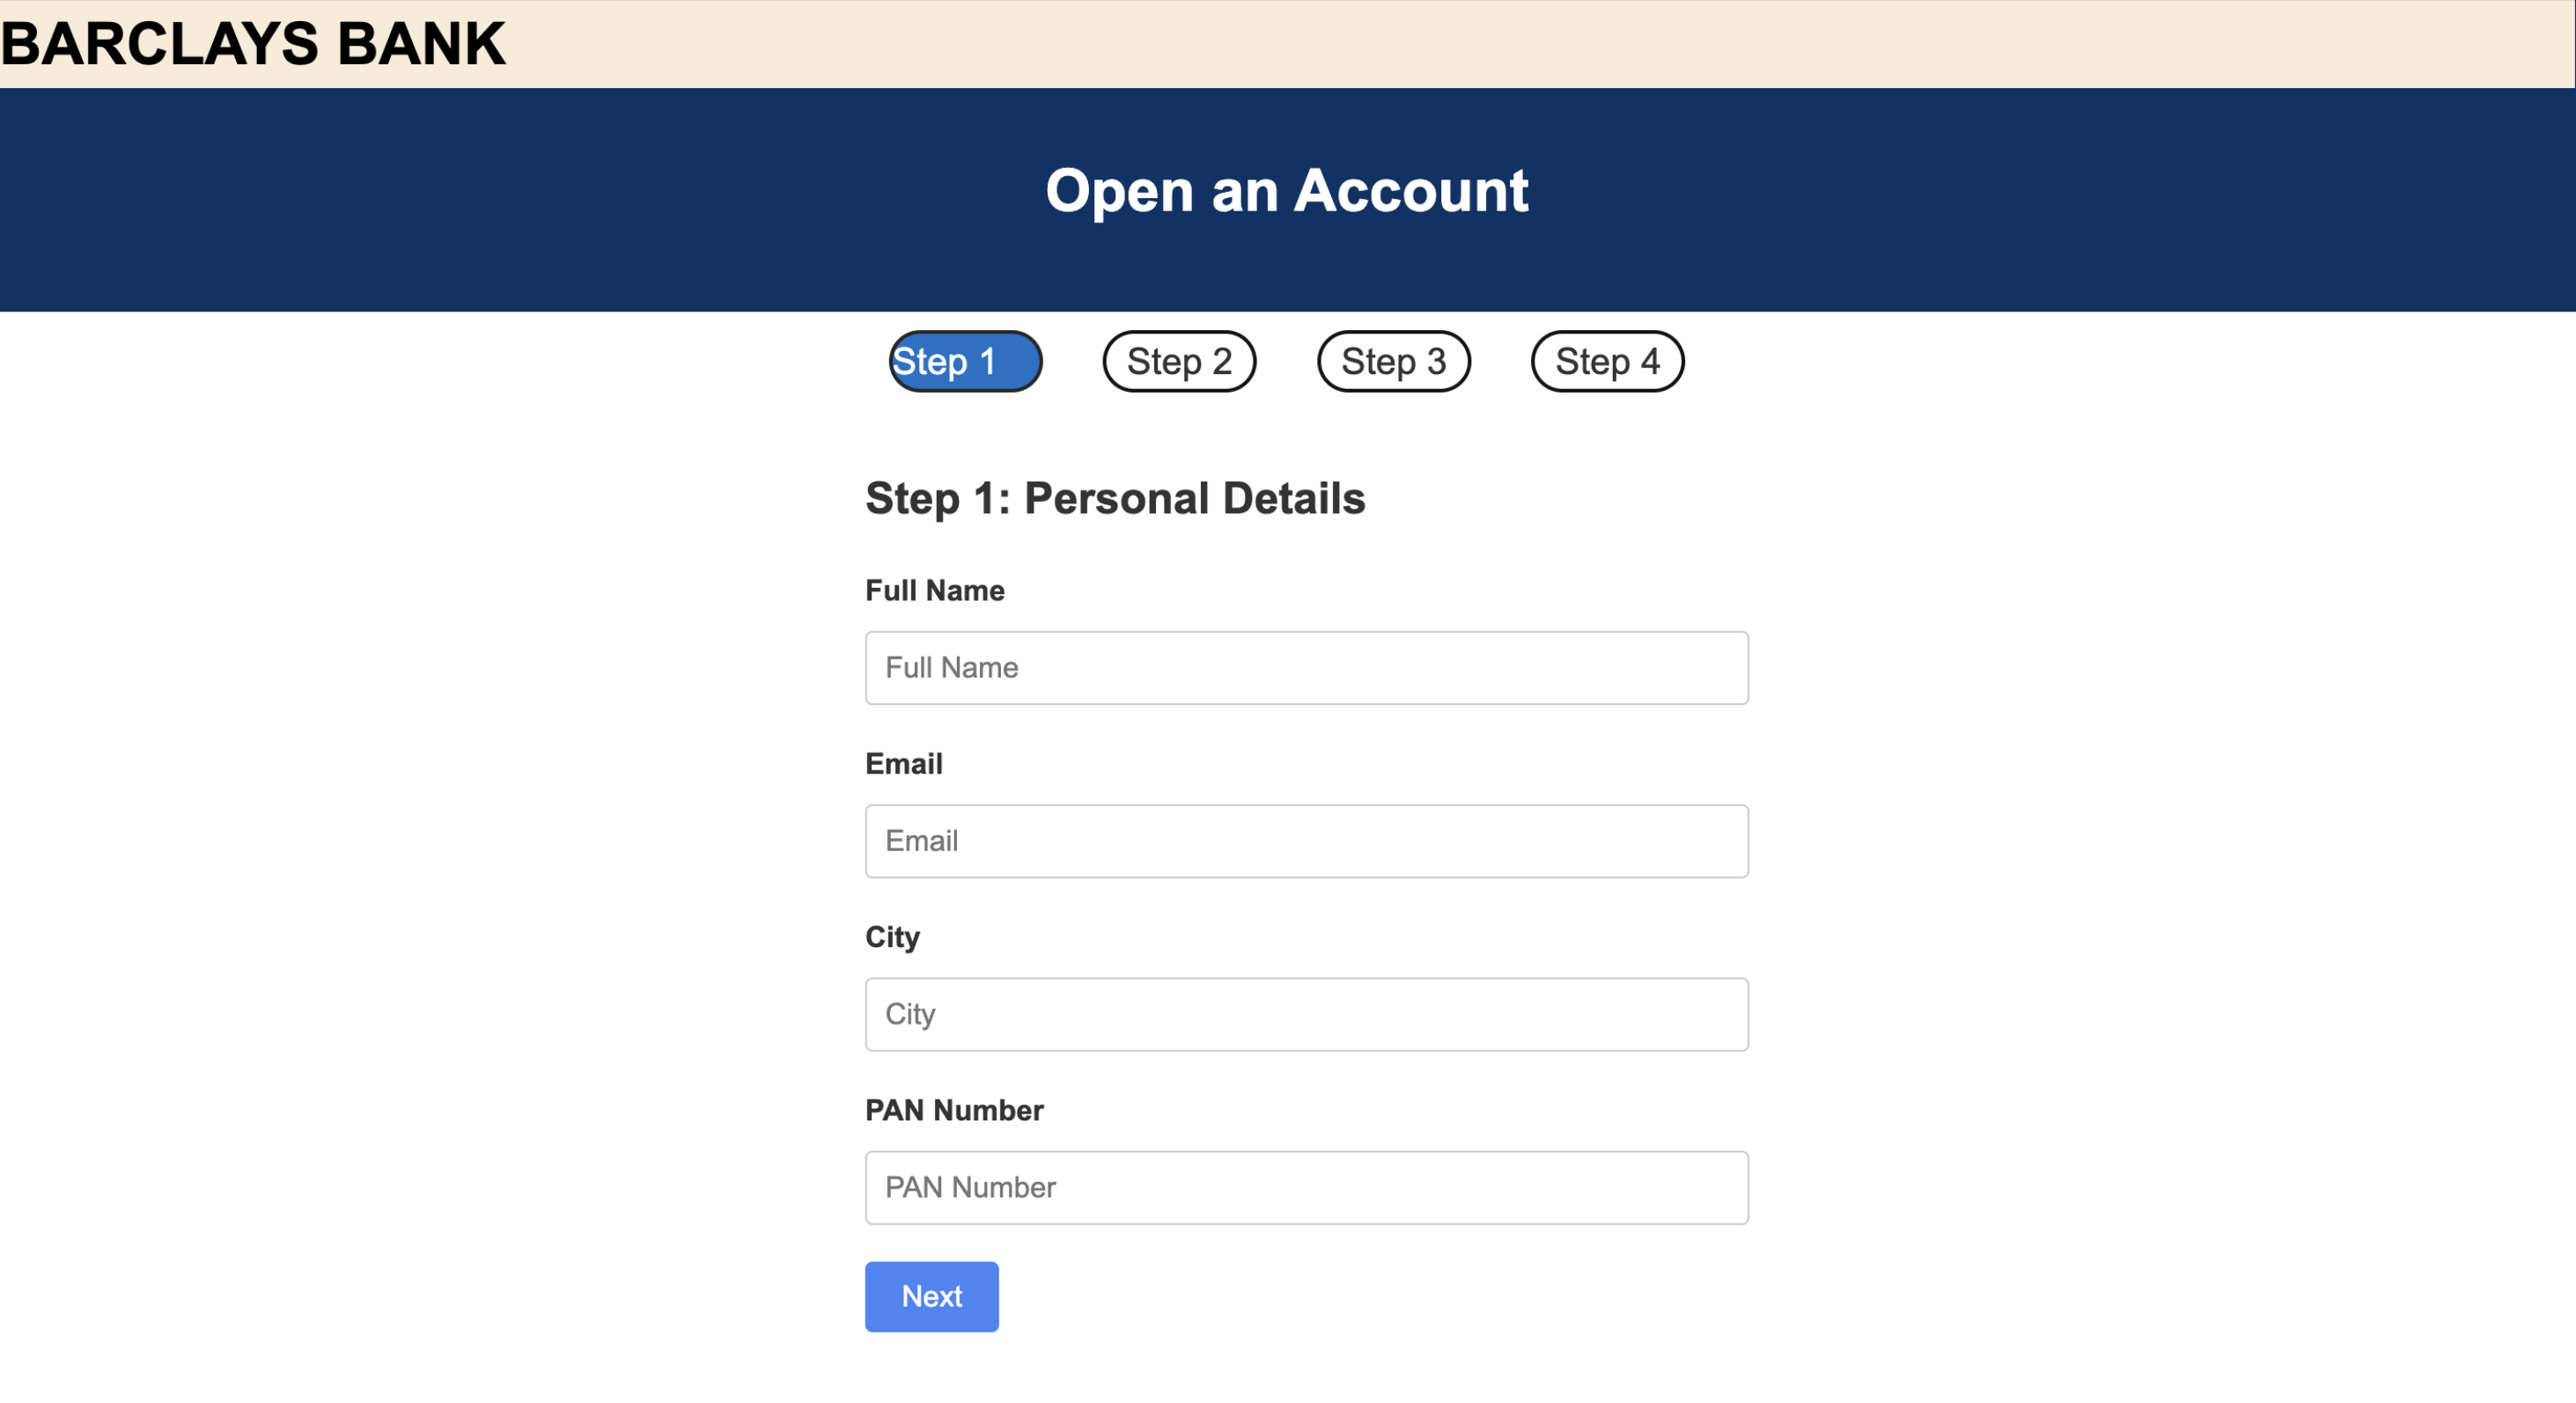 BARCLAYS BANK
Open an Account
Step 1 Step 2 Step 3 Step 4
Step 1: Personal Details
Full Name
Full Name
Email
Email
City
City
PAN Number
PAN Number
Next